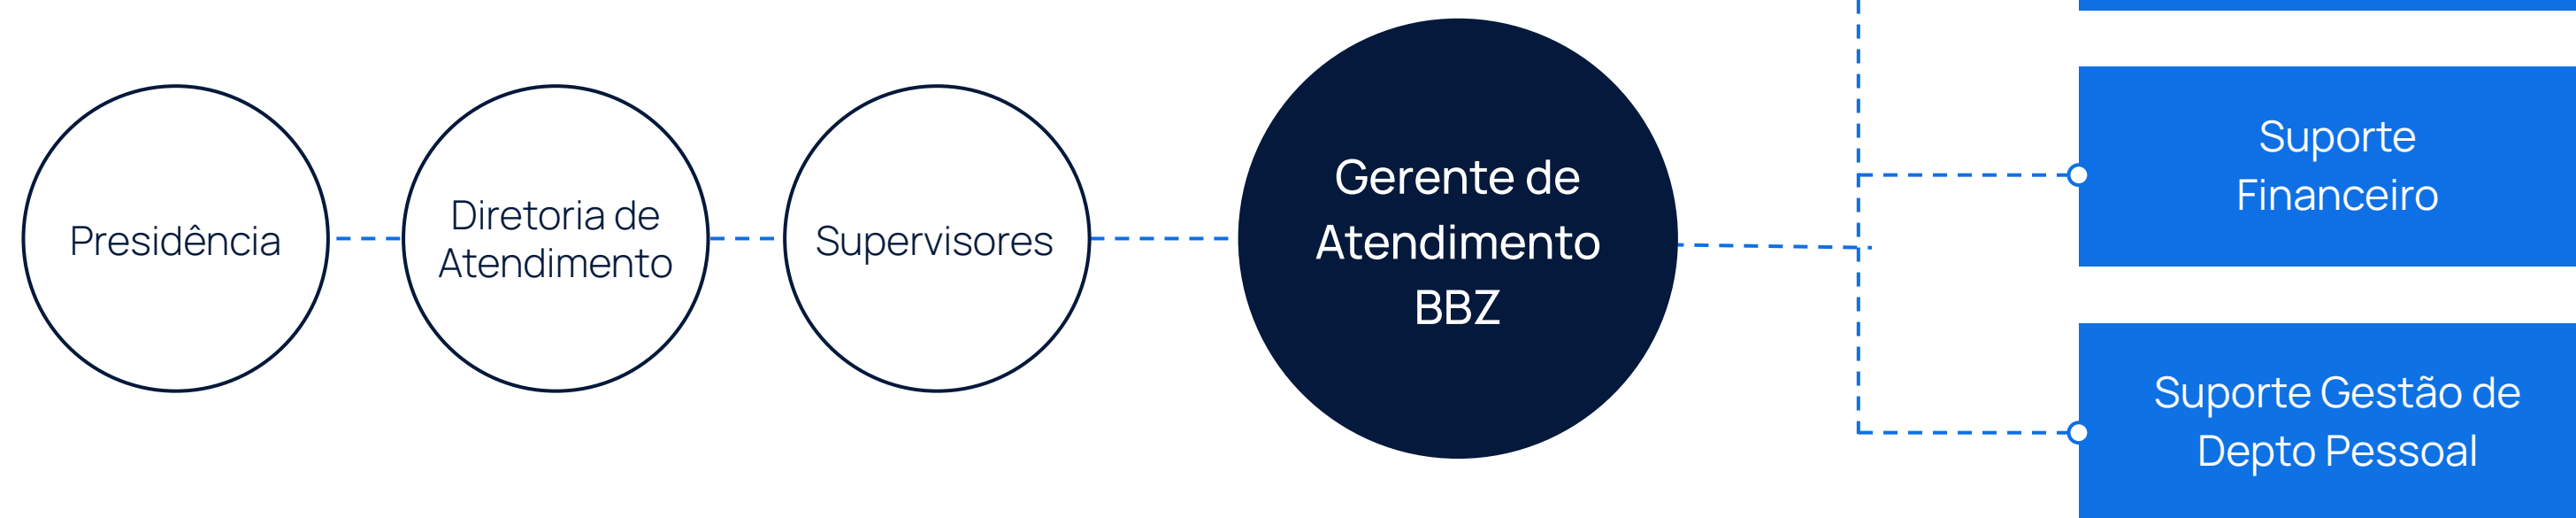 Presidência
Diretoria de
Atendimento
Supervisores
Gerente de
Atendimento
BBZ
Suporte
Financeiro
Suporte Gestão de
Depto Pessoal